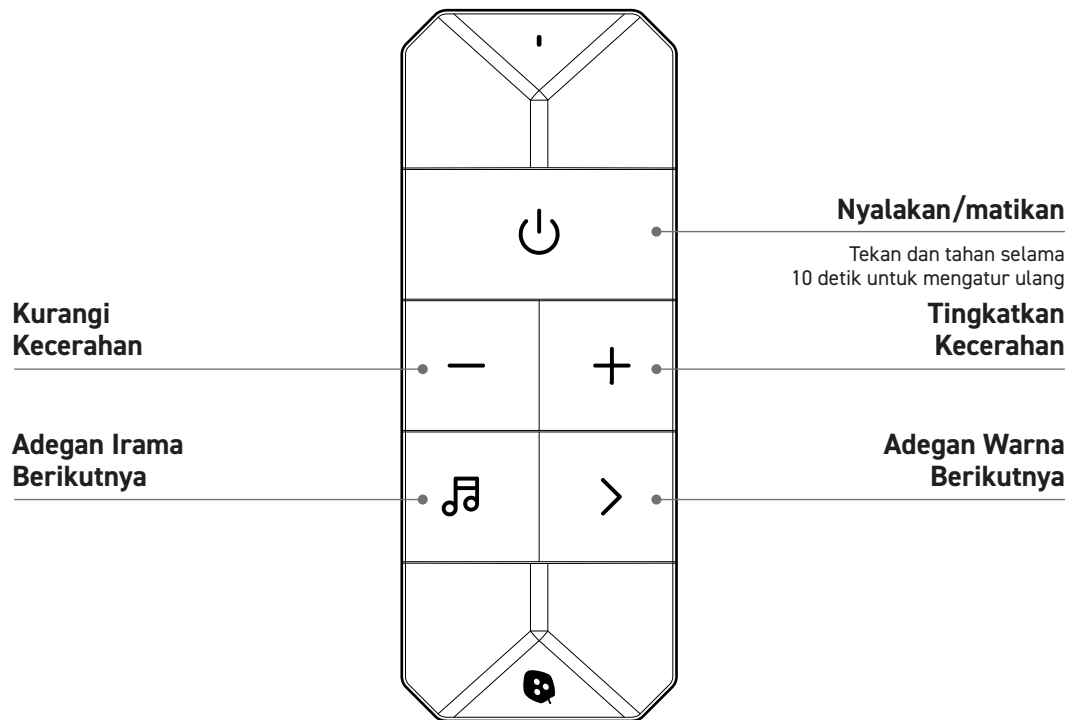 Nyalakan/matikan
Tekan dan tahan selama
10 detik untuk mengatur ulang
Kurangi
Kecerahan
Tingkatkan
Kecerahan
Adegan Irama
Berikutnya
Adegan Warna
Berikutnya